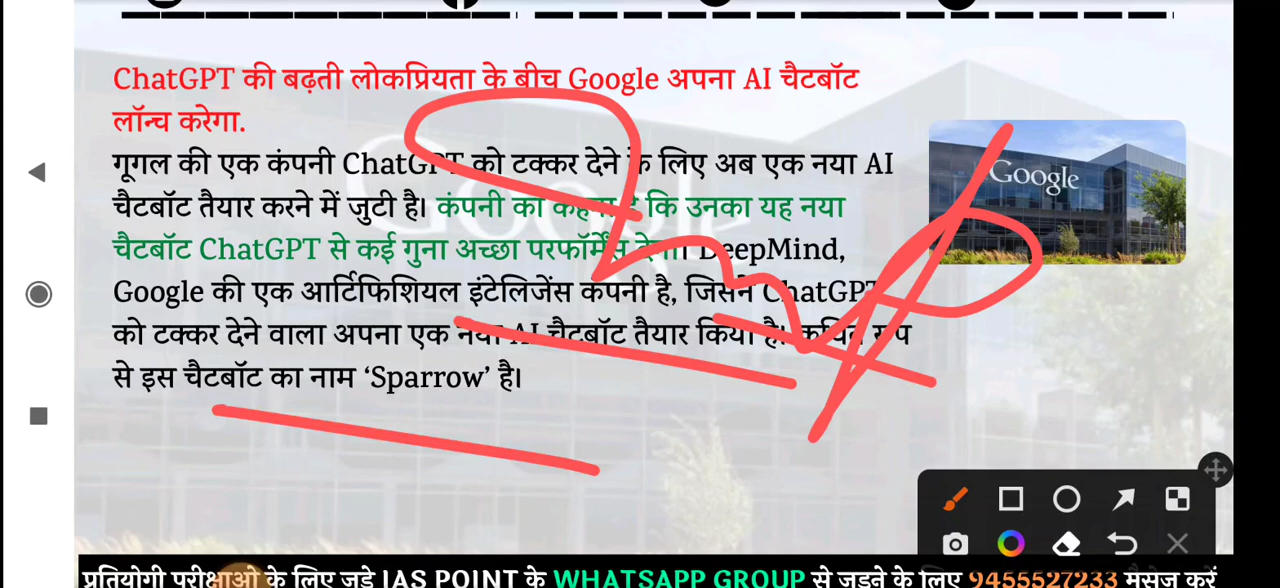 ChatGPT की बढ़ती लोकप्रियता के बीच Google अपना AI चैटबॉट
लॉन्च करेगा.
गूगल की एक कंपनी ChatGPT को टक्कर देने के लिए अब एक नया AI
चैटबॉट तैयार करने में जुटी है। कंपनी का कहना है कि उनका यह नया
चैटबॉट ChatGPT से कई गुना अच्छा परफॉर्मेंस देगा। DeepMind,
Google की एक आर्टिफिशियल इंटेलिजेंस कंपनी है, जिसने ChatGPT
को टक्कर देने वाला अपना एक नया AI चैटबॉट तैयार किया है। कथित रूप
से इस चैटबॉट का नाम ‘Sparrow’ है।
Google
प्रतियोगी परीक्षाओ के लिए जुड़े IAS POINT के WHATSAPP GROUP से जुड़ने के लिए 9455527233 मैसेज करें